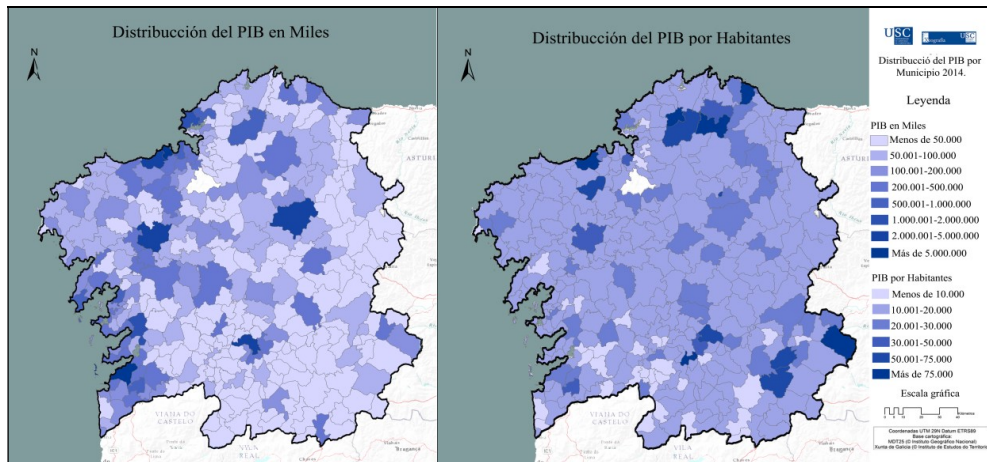 Distribucción del PIB en Miles
N
VIANA DO
CASTELO
VILA
REAL
Bragança
Distribucción del PIB por Habitantes
N
ASTURI
VIANA DO
CASTELO
VILA
REAL
Bragança
USC
USC
Distribucció del PIB por
Municipio 2014.
Leyenda
PIB en Miles
Menos de 50.000
50.001-100.000
100.001-200.000
200.001-500.000
500.001-1.000.000
1.000.001-2.000.000
2.000.001-5.000.000
Más de 5.000.000
PIB por Habitantes
Menos de 10.000
10.001-20.000
20.001-30.000
30.001-50.000
50.001-75.000
Más de 75.000
Escala gráfica
Coordenadas UTM 29N Datum ETRS89
Base cartográfica:
MDT25 (© Instituto Geográfico Nacional)
Xunta de Galicia (© Instituto de Estudos do Territorio